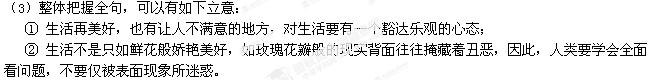 （3）整体把握全句，可以有如下立意：
① 生活再美好，也有让人不满意的地方，对生活要有一个豁达乐观的心态；
② 生活不是只如鲜花般娇艳美好，如玫瑰花瓣般的现实背面往往掩藏着丑恶，因此，人类要学会全面
看问题，不要仅被表面现象所迷惑。